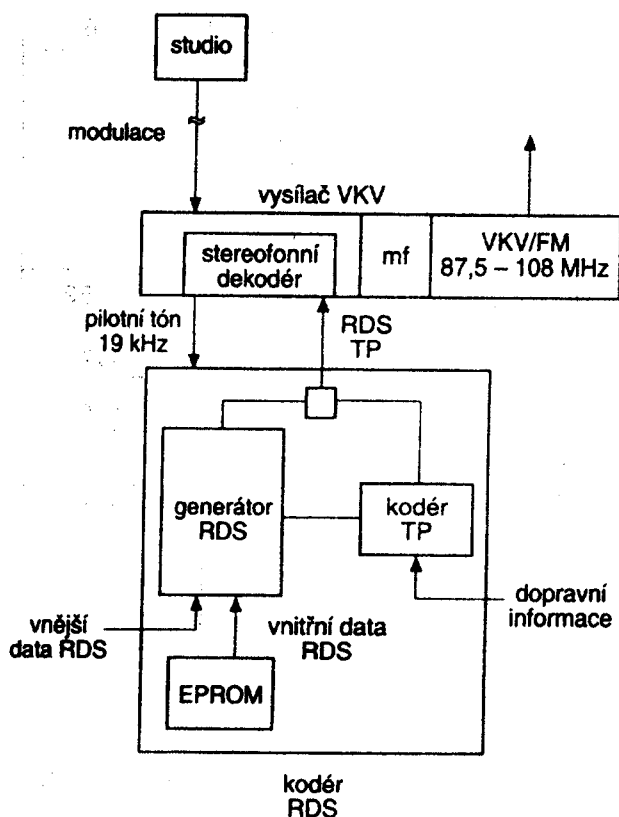 studio
modulace
vysílač VKV
stereofonní
dekodér
mf
VKV/FM
87,5 – 108 MHz
pilotní tón
19 kHz
RDS
TP
generátor
RDS
kodér
TP
vnější
data RDS
vnitřní data
RDS
dopravní
informace
EPROM
kodér
RDS